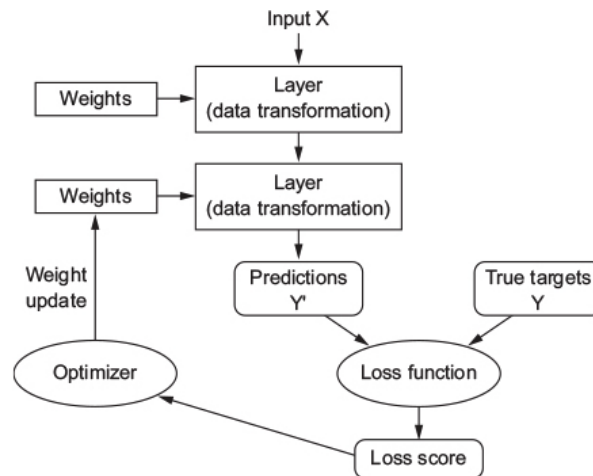 Input X
Weights
Layer
(data transformation)
Weights
Layer
(data transformation)
Weight
update
Predictions
Y'
True targets
Y
Optimizer
Loss function
Loss score